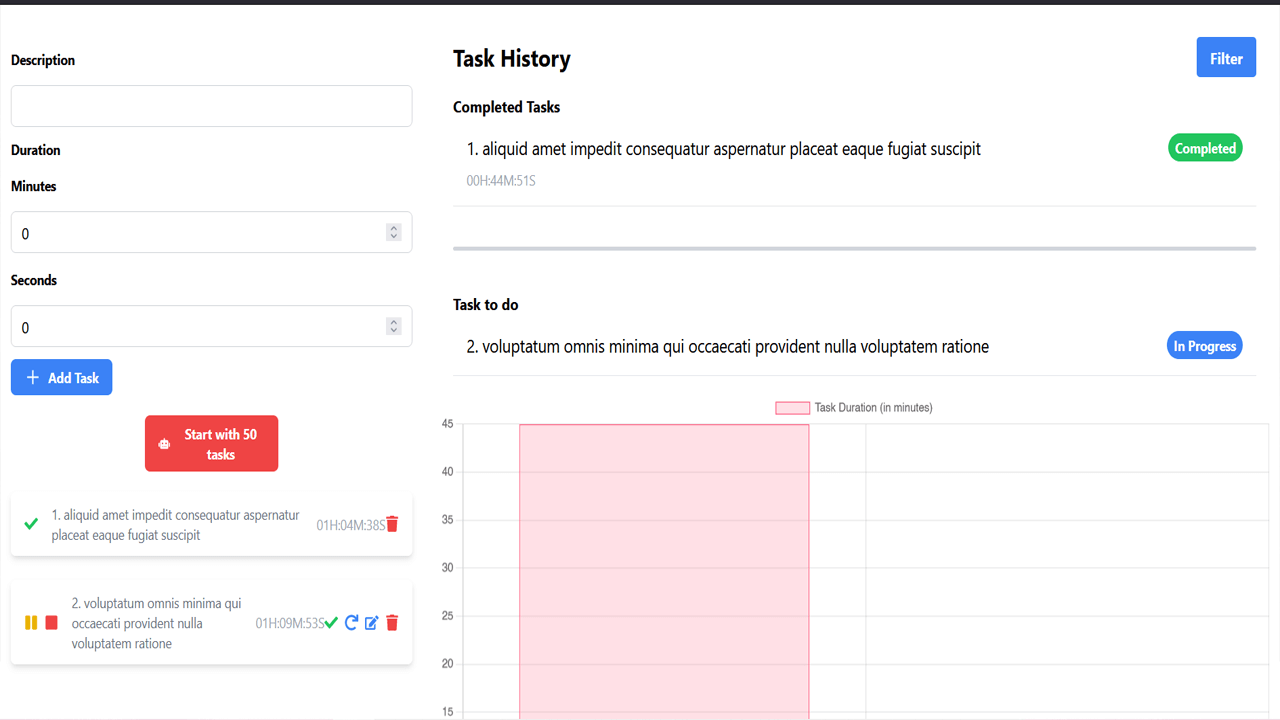 Description
Duration
Minutes
0
Seconds
0
Add Task
Start with 50
tasks
1. aliquid amet impedit consequatur aspernatur
placeat eaque fugiat suscipit
01H:04M:38S
2. voluptatum omnis minima qui
occaecati provident nulla
voluptatem ratione
01H:09M:53S
Task History
Filter
Completed Tasks
1. aliquid amet impedit consequatur aspernatur placeat eaque fugiat suscipit
Completed
00H:44M:51S
Task to do
2. voluptatum omnis minima qui occaecati provident nulla voluptatem ratione
In Progress
Task Duration (in minutes)
45
40
35
30
25
20
15